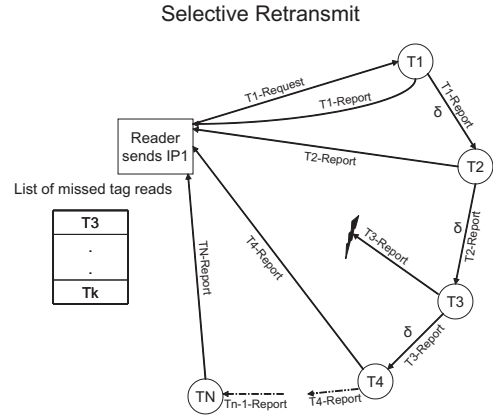 Selective Retransmit
T1
T1-Request
T1-Report
T1-Report
δ
Reader
sends IP1
T2-Report
T2
List of missed tag reads
T3
.
.
Tk
δ
T2-Report
T3-Report
T4-Report
TN-Report
T3
δ
T3-Report
T4
T4-Report
Tn-1-Report
TN